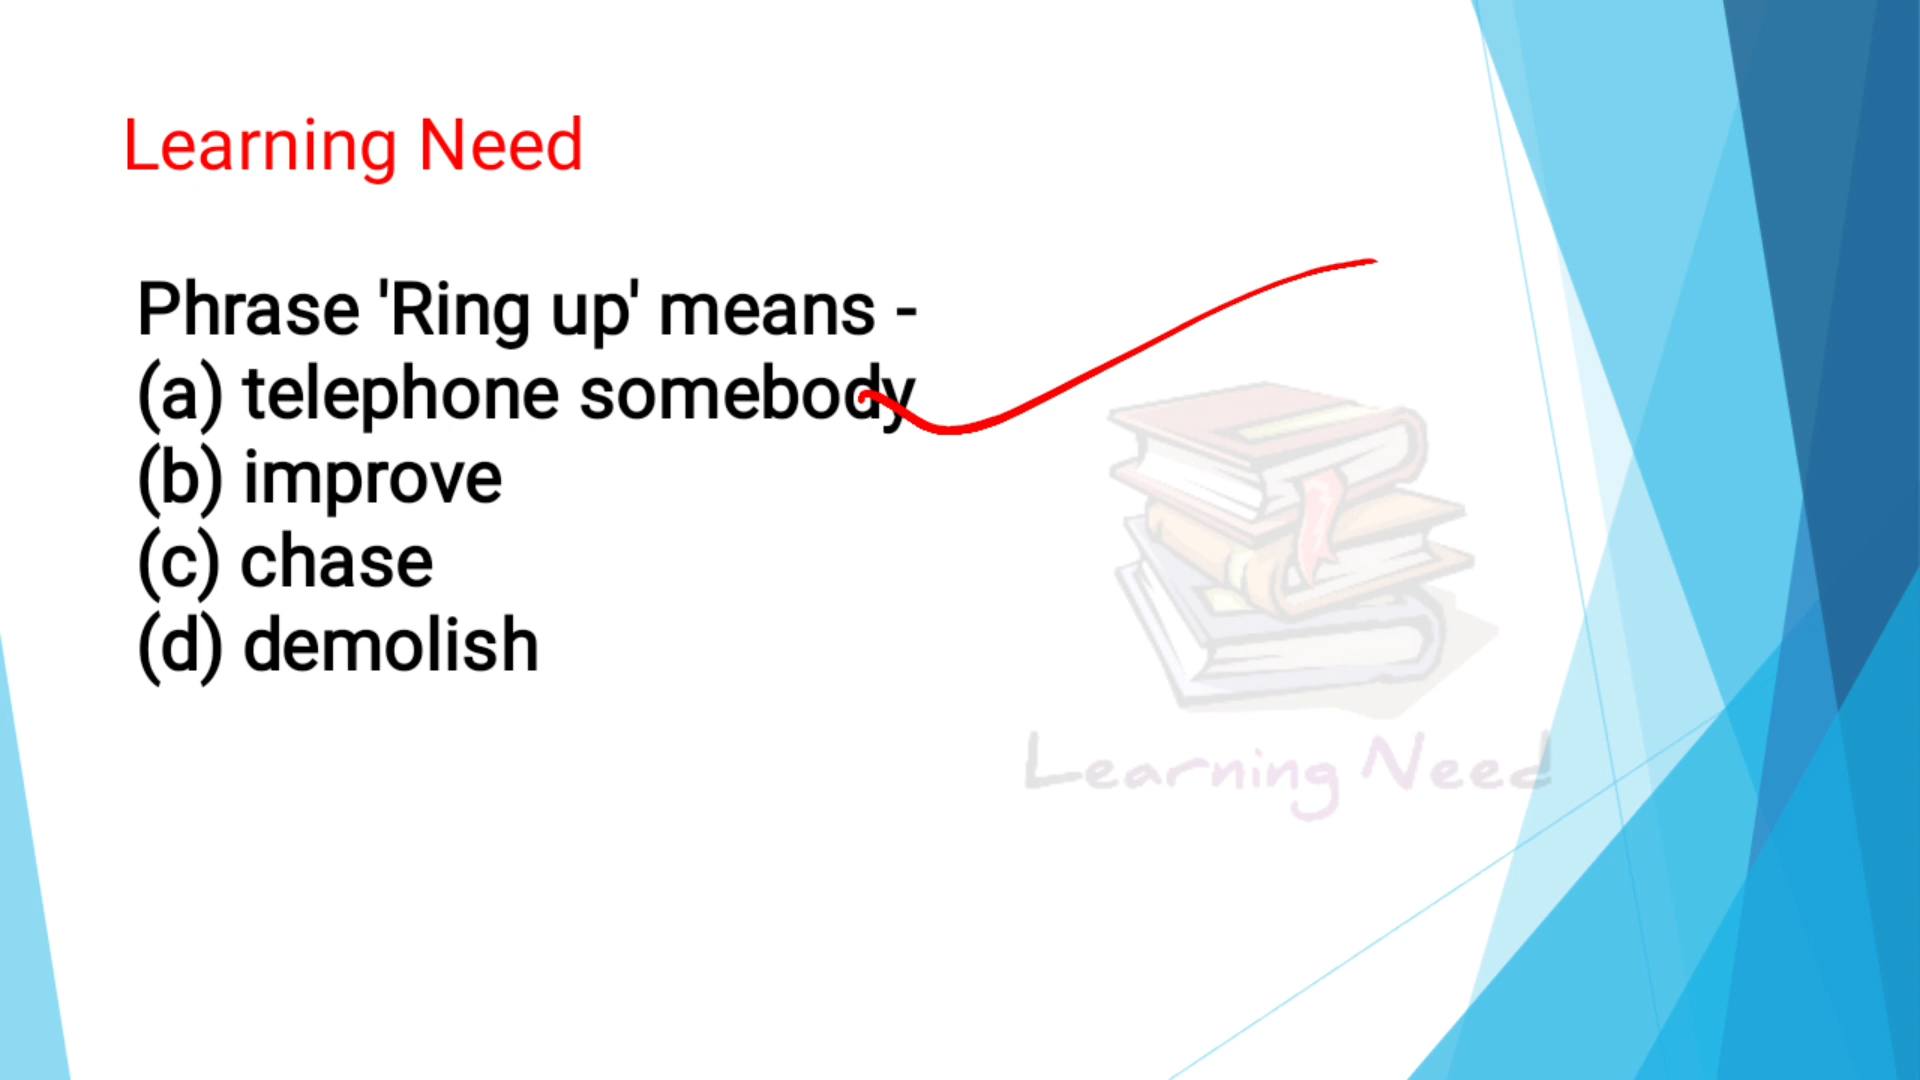 Learning Need
Phrase 'Ring up' means -
(a) telephone somebody
(b) improve
(c) chase
(d) demolish
Learning Need